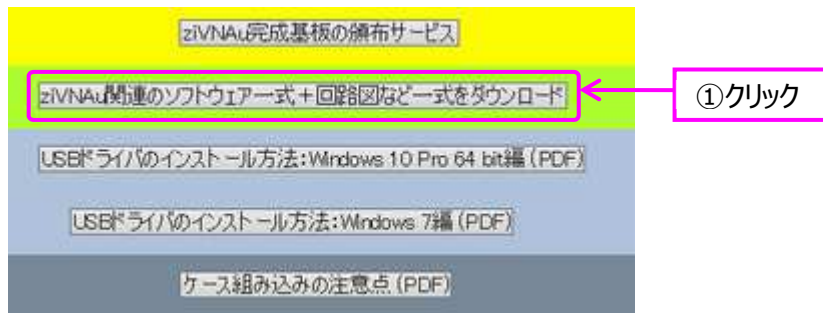 ziVNAu完成基板の頒布サービス
ziVNAu関連のソフトウェア一式+回路図など一式をダウンロード
①クリック
USBドライバのインストール方法:Windows 10 Pro 64 bit編(PDF)
USBドライバのインストール方法:Windows 7編(PDF)
ケース組み込みの注意点(PDF)